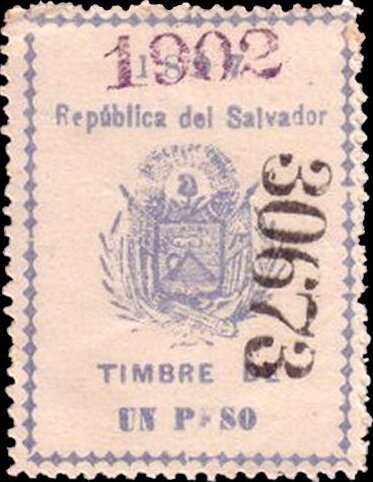 1902
República del Salvador
30673
TIMBRE DE
UN PESO